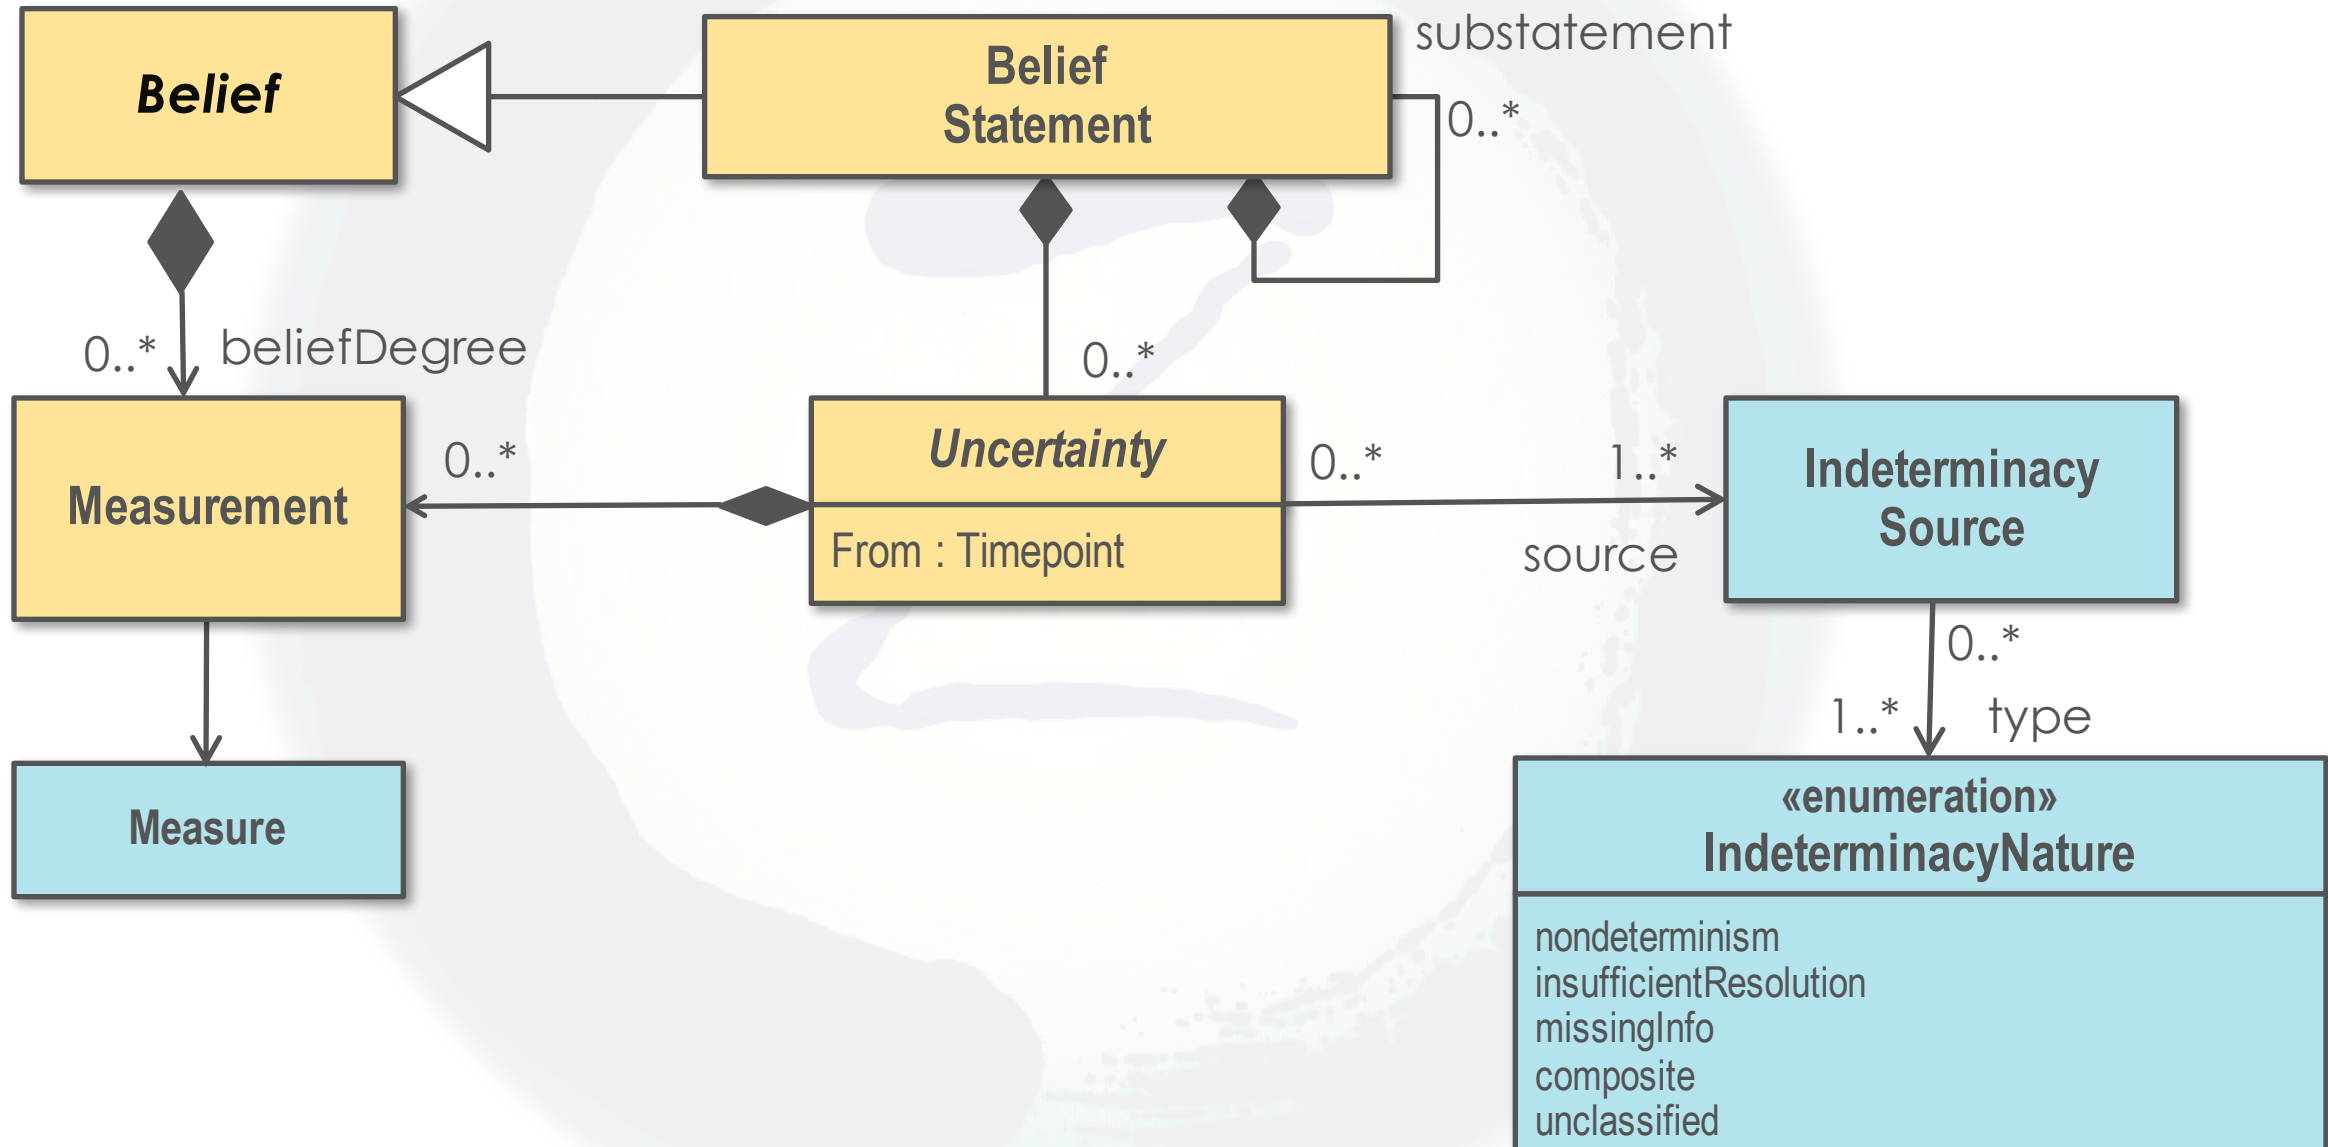 Belief
Belief
Statement
substatement
0..*
0..*
beliefDegree
0..*
Measurement
0..*
Uncertainty
From : Timepoint
0..*
1..*
source
Indeterminacy
Source
0..*
1..*
type
Measure
«enumeration»
IndeterminacyNature
nondeterminism
insufficientResolution
missingInfo
composite
unclassified